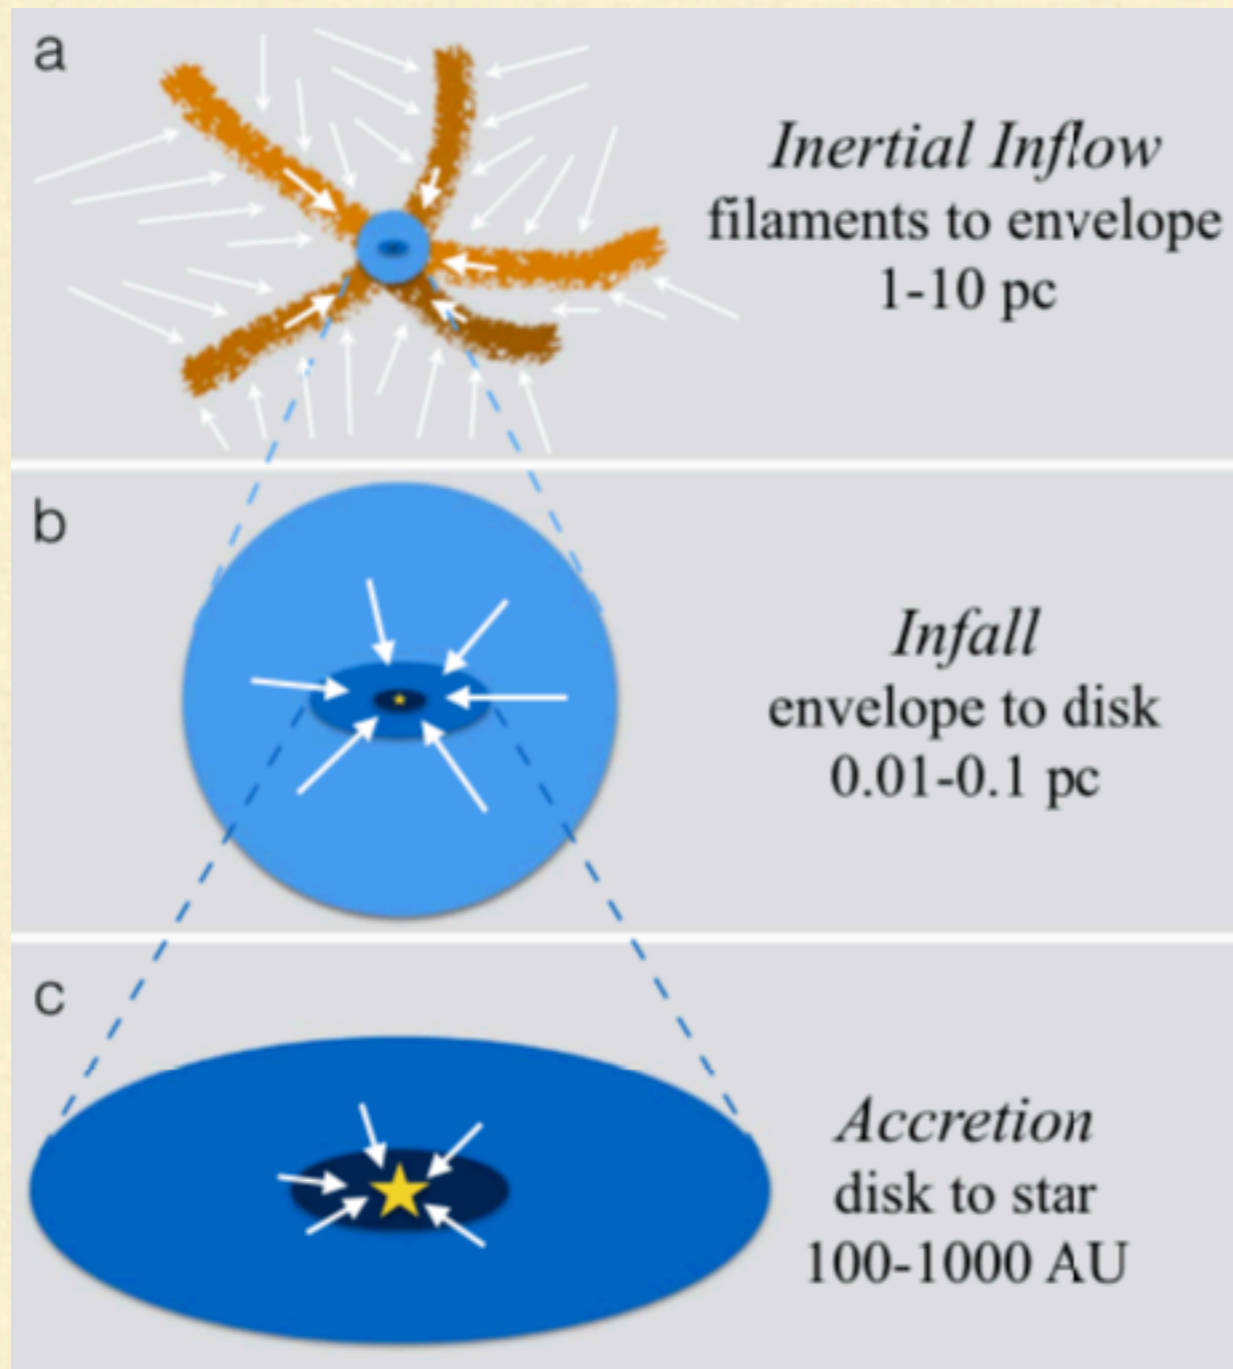 a
Inertial Inflow
filaments to envelope
1-10 pc
b
Infall
envelope to disk
0.01-0.1 pc
c
Accretion
disk to star
100-1000 AU